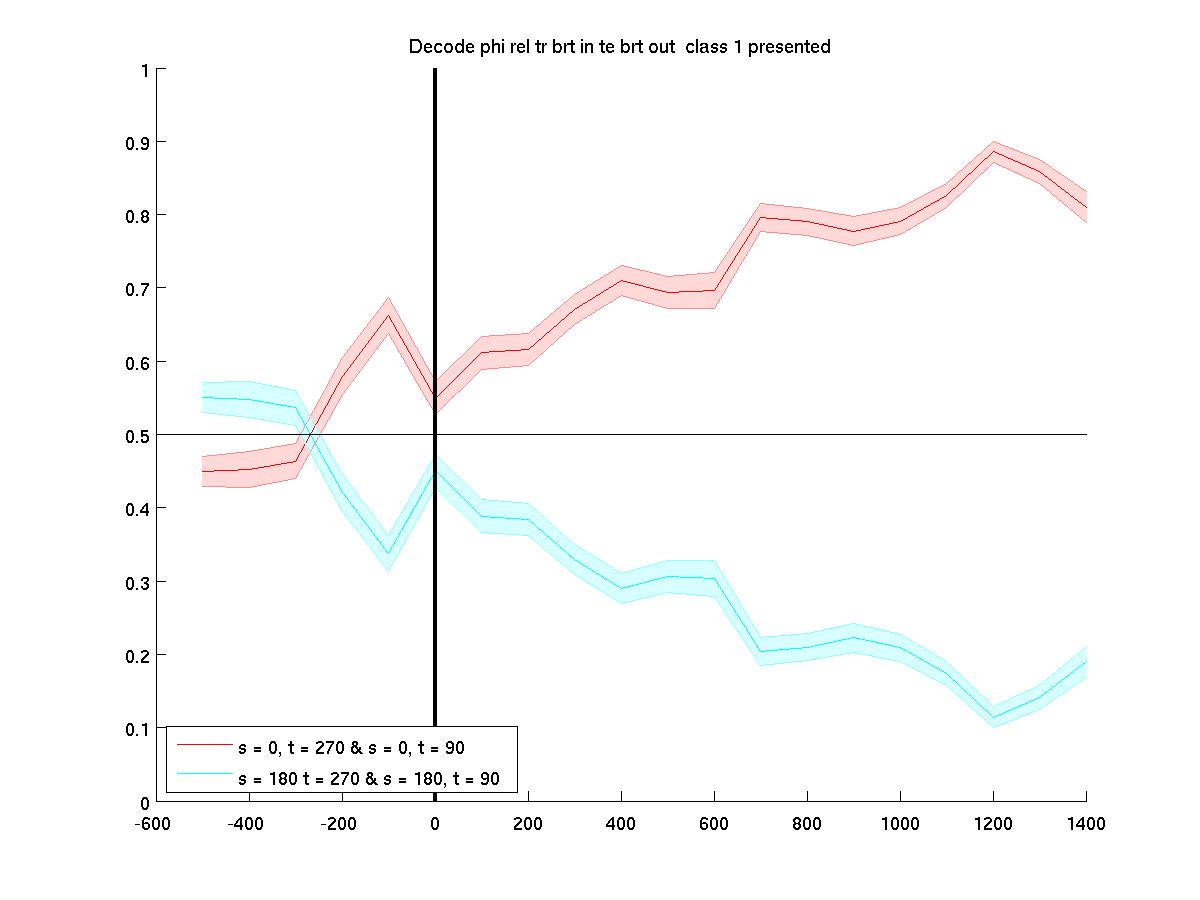 Decode phi rel tr brt in te brt out  class 1 presented
1
0.9
0.8
0.7
0.6
0.5
0.4
0.3
0.2
0.1
0
s = 0, t = 270 & s = 0, t = 90
s = 180 t = 270 & s = 180, t = 90
-600 -400 -200 0 200 400 600 800 1000 1200 1400